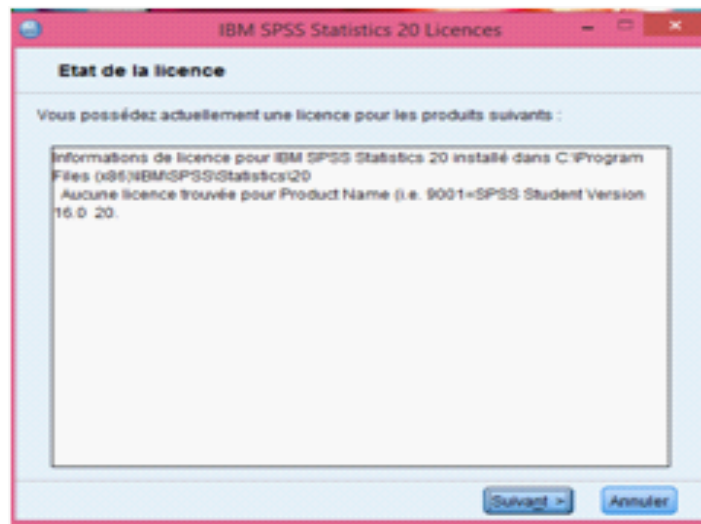 IBM SPSS Statistics 20 Licences
Etat de la licence
Vous possédez actuellement une licence pour les produits suivants :
Informations de licence pour IBM SPSS Statistics 20 installé dans C:\Program
Files (x86)\IBM\SPSS\Statistics\20
Aucune licence trouvée pour Product Name (i.e. 9001=SPSS Student Version
16.0 20.
Suivant >
Annuler